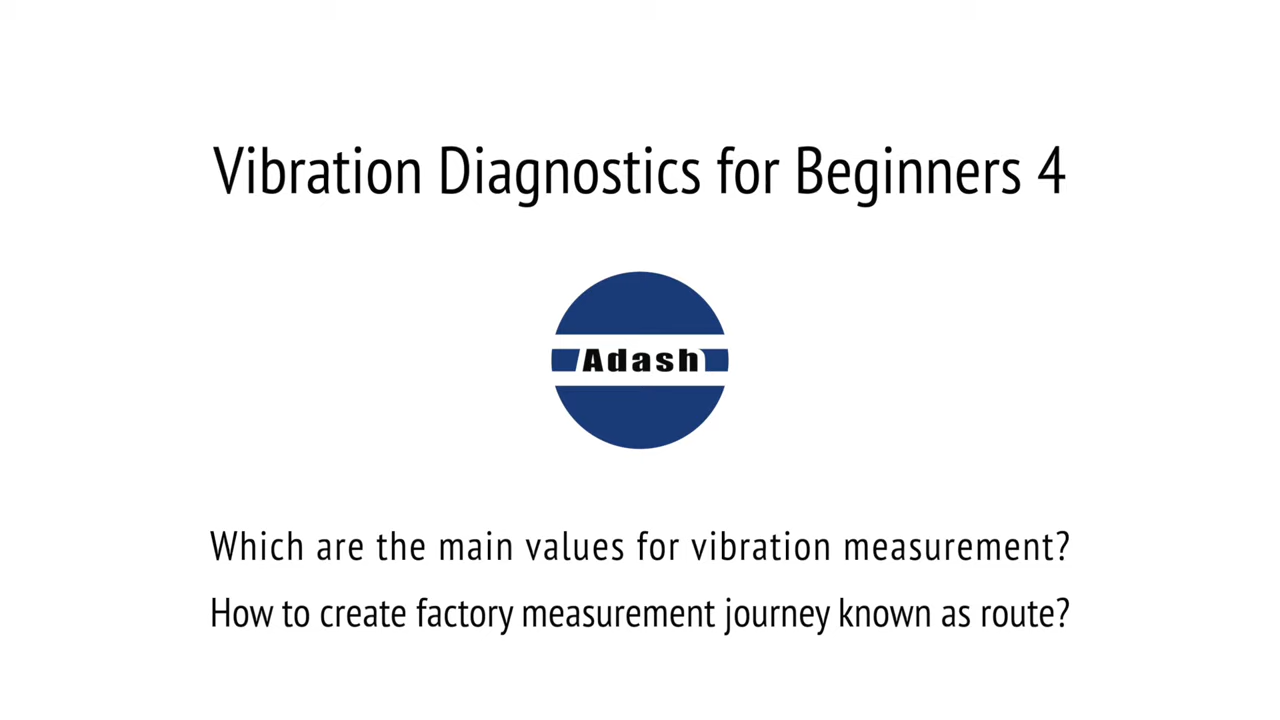 Vibration Diagnostics for Beginners 4
Adash
Which are the main values for vibration measurement?
How to create factory measurement journey known as route?